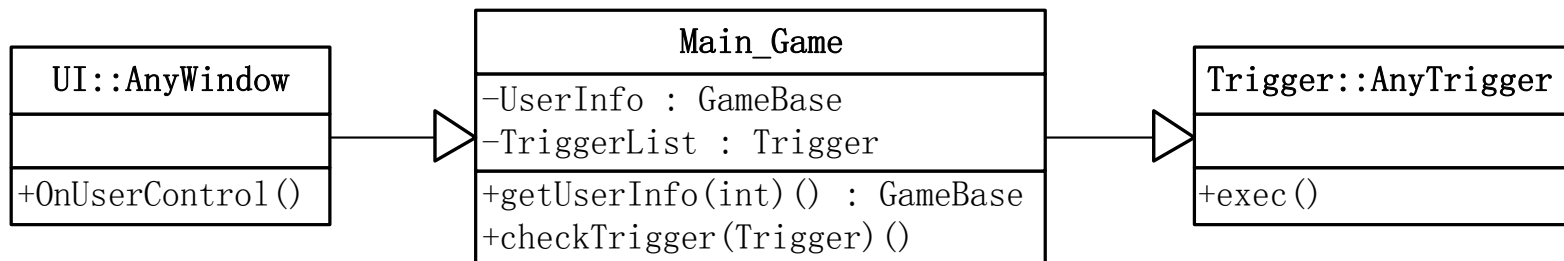 UI::AnyWindow
+OnUserControl()
Main_Game
-UserInfo : GameBase
-TriggerList : Trigger
+getUserInfo(int)() : GameBase
+checkTrigger(Trigger)()
Trigger::AnyTrigger
+exec()